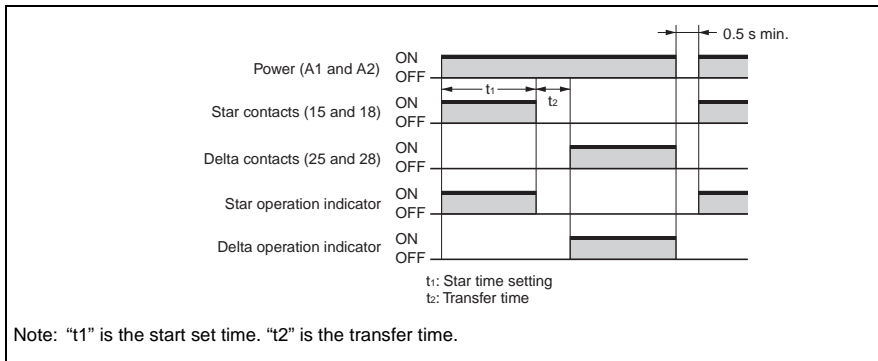 0.5 s min.
Power (A1 and A2) ON
OFF
t1
t2
Star contacts (15 and 18) ON
OFF
Delta contacts (25 and 28) ON
OFF
Star operation indicator ON
OFF
Delta operation indicator ON
OFF
t1: Star time setting
t2: Transfer time
Note: “t1” is the start set time. “t2” is the transfer time.